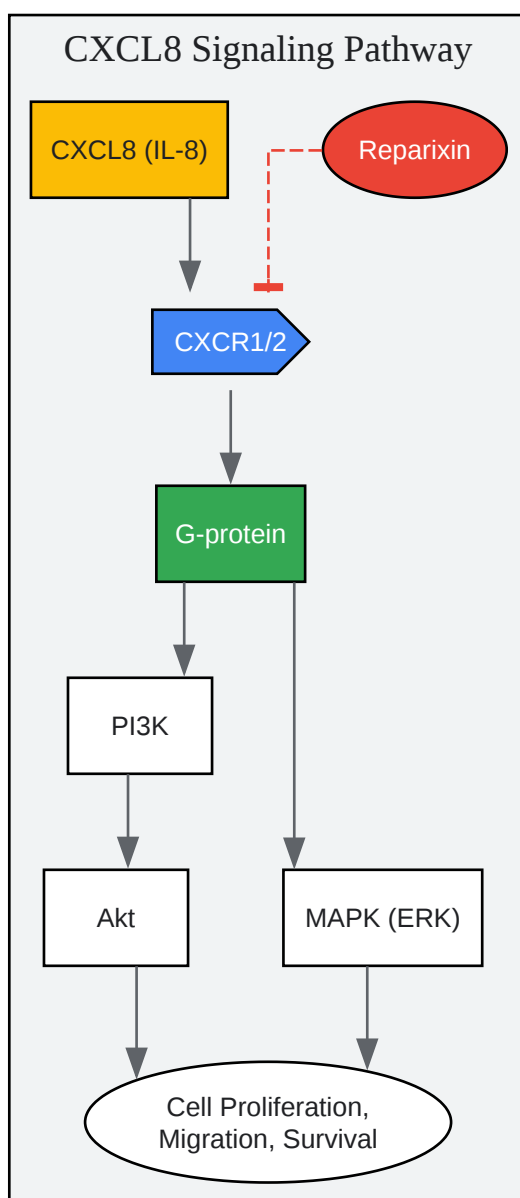 CXCL8 Signaling Pathway
CXCL8 (IL-8)
Reparixin
CXCR1/2
G-protein
PI3K
Akt
MAPK (ERK)
Cell Proliferation,
Migration, Survival